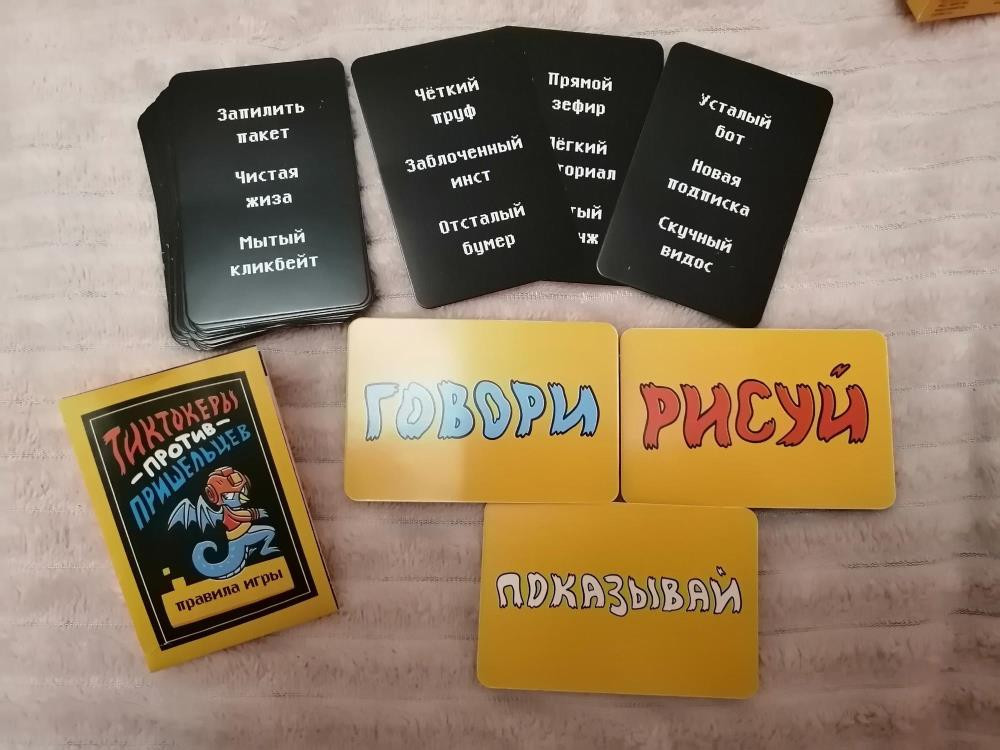 Запилить
пакет
Чистая
жиза
Мытый
кликбейт
Чёткий
пруф
Заблоченный
инст
Отсталый
бумер
Прямой
зефир
Усталый
бот
Новая
подписка
Скучный
видос
ТИКТОКЕРЫ
-ПРОТИВ-
ПРИШЕЛЬЦЕВ
правила игры
ГОВОРИ
РИСУЙ
ПОКАЗЫВАЙ